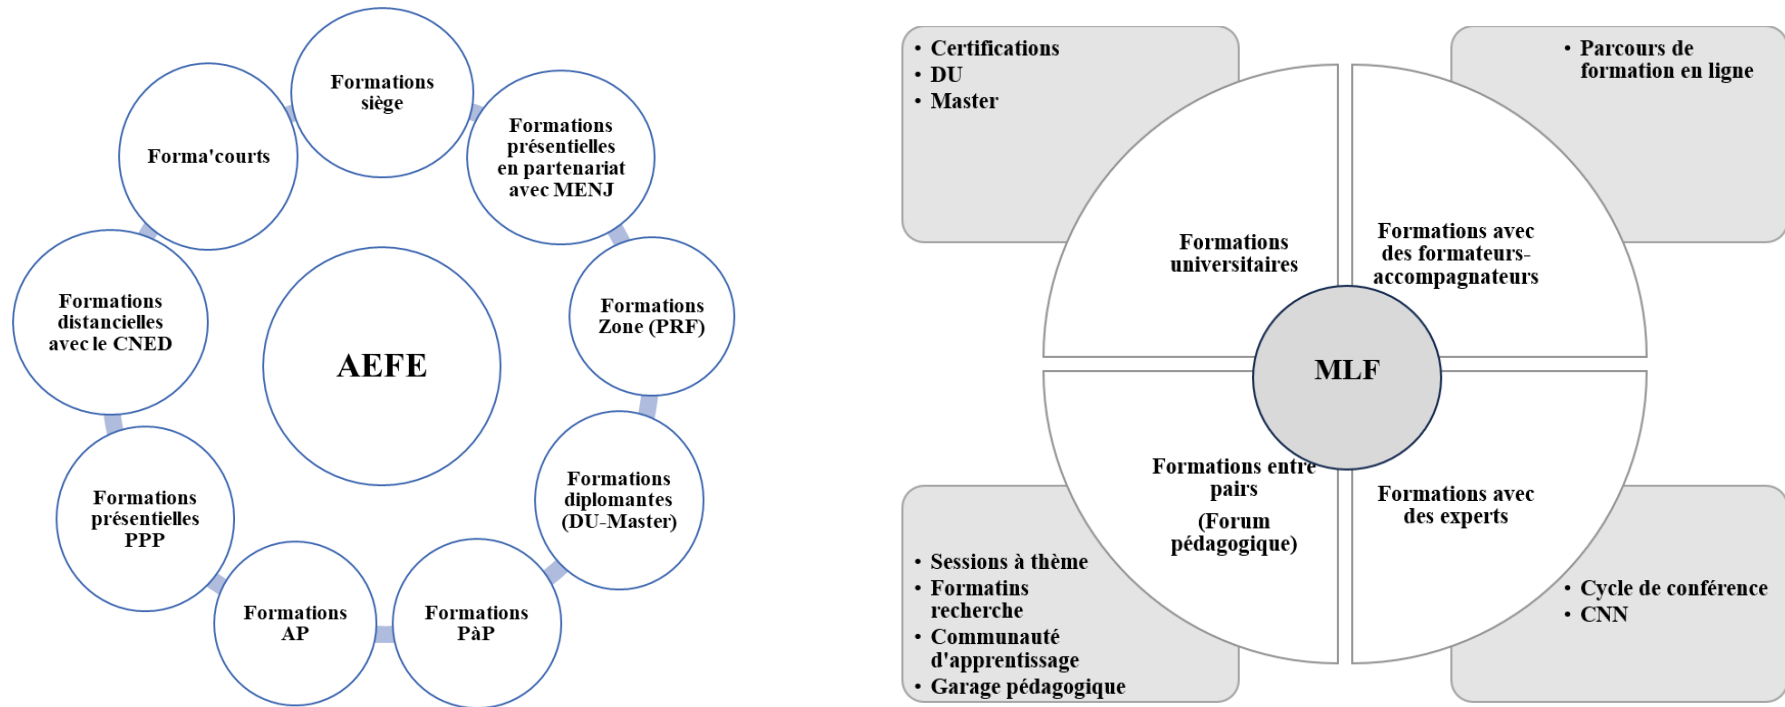 Formations
siège
Formations
présentielles
en partenariat
avec MENJ
Formations
Zone (PRF)
Formations
diplomantes
(DU-Master)
Formations
PàP
Formations
AP
Formations
présentielles
PPP
Formations
distancielles
avec le CNED
Forma'courts
AEFE
• Certifications
• DU
• Master
• Parcours de
formation en ligne
Formations
universitaires
Formations avec
des formateurs-
accompagnateurs
MLF
Formations entre
pairs
(Forum
pédagogique)
Formations avec
des experts
• Sessions à thème
• Formatins
recherche
• Communauté
d'apprentissage
• Garage pédagogique
• Cycle de conférence
• CNN